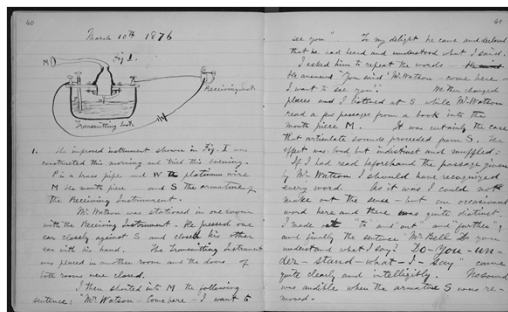 40
March 10th 1876
Fig 1.
M
P
W
S
Receiving Inst.
Transmitting Inst.
1. The improved instrument shown in Fig. I was
constructed this morning and tried this evening.
P is a brass pipe and W the platinum wire
M the mouth piece and S the armature of
the Receiving Instrument.
Mr. Watson was stationed in one room
with the Receiving Instrument. He pressed one
ear closely against S and closed his other
ear with his hand. The Transmitting Instrument
was placed in another room and the doors of
both rooms were closed.
I then shouted into M the following
sentence: "Mr. Watson - Come here - I want to
41
see you". To my delight he came and declared
that he had heard and understood what I said.
I asked him to repeat the words -
He answered "You said 'Mr. Watson - come here -
I want to see you'." We then changed
places and I listened at S while Mr. Watson
read a few passages from a book into the
mouth piece M. It was certainly the case
that articulate sounds proceeded from S. The
effect was loud but indistinct and muffled.
If I had read beforehand the passage given
by Mr. Watson I should have recognized
every word. As it was I could not
make out the sense - but an occasional
word here and there was quite distinct.
I made out "to" and "out" and "further";
and finally the sentence "Mr. Bell do you
understand what I say? Do - you - un -
der - stand - what - I - say" came
quite clearly and intelligibly. No sound
was audible when the armature S was re-
moved.